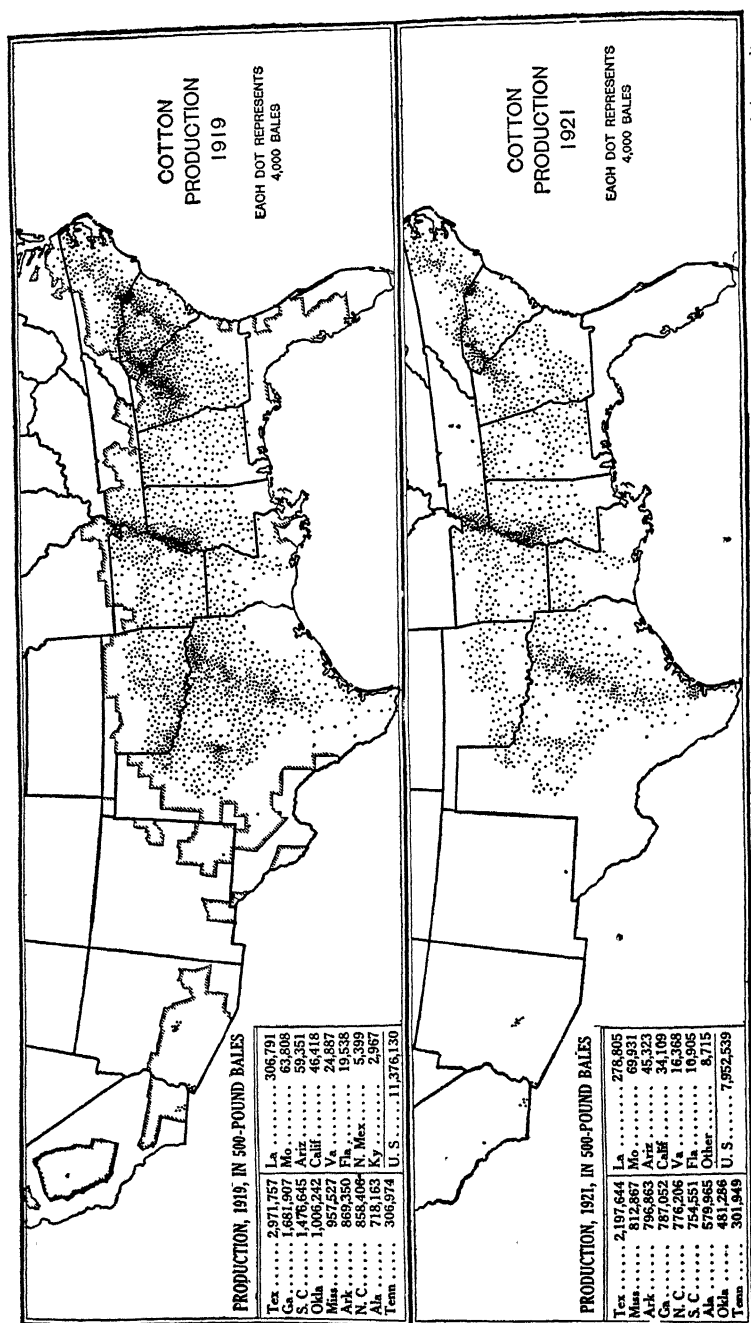 COTTON
PRODUCTION
1919
EACH DOT REPRESENTS
4,000 BALES
PRODUCTION, 1919, IN 500-POUND BALES
Tex ....... 2,971,757 La ........ 306,791
Ga ....... 1,681,907 Mo ....... 63,808
S. C ...... 1,476,645 Ariz ...... 59,351
Okla ..... 1,006,242 Calif ...... 46,418
Miss ...... 957,527 Va ....... 24,887
Ark ...... 869,350 Fla ....... 19,538
N. C ...... 858,406 N. Mex .... 5,399
Ala ....... 718,163 Ky ....... 2,967
Tenn ..... 306,974 U. S ..... 11,376,130
COTTON
PRODUCTION
1921
EACH DOT REPRESENTS
4,000 BALES
PRODUCTION, 1921, IN 500-POUND BALES
Tex ....... 2,197,644 La ........ 278,805
Miss ...... 812,867 Mo ....... 69,931
Ark ...... 796,863 Ariz ...... 45,323
Ga ....... 787,052 Calif ...... 34,109
N. C ...... 776,206 Va ....... 16,368
S. C ...... 754,551 Fla ....... 10,905
Ala ....... 579,965 Other ..... 8,715
Okla ..... 481,286 U. S ..... 7,952,539
Tenn ..... 301,949